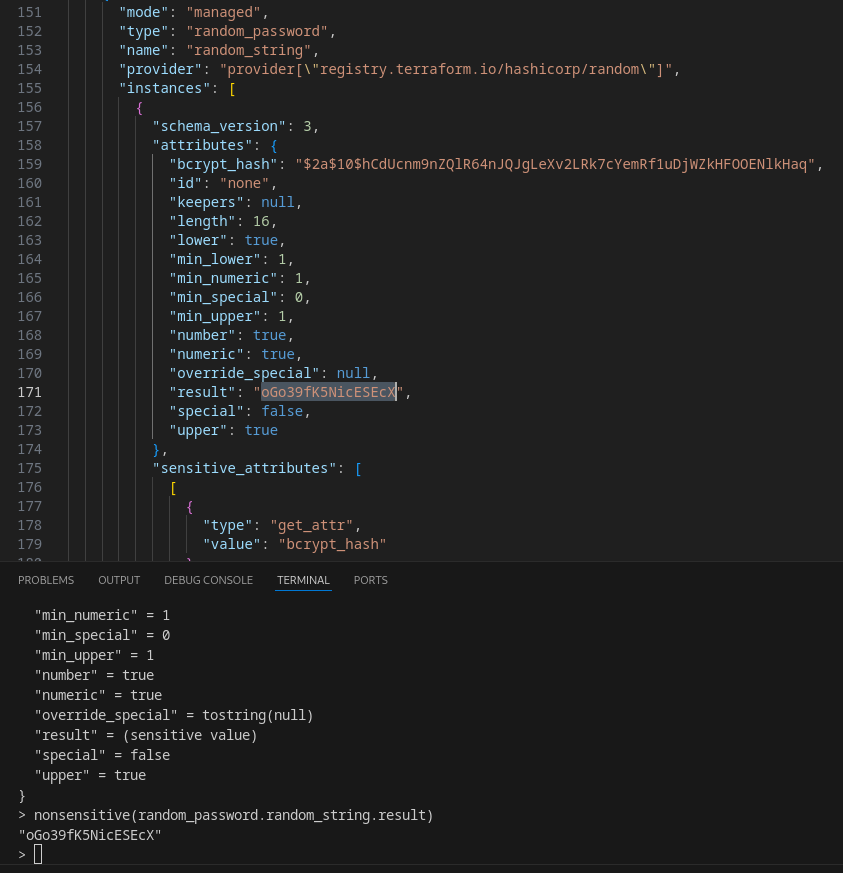 151 "mode": "managed",
152 "type": "random_password",
153 "name": "random_string",
154 "provider": "provider[\"registry.terraform.io/hashicorp/random\"]",
155 "instances": [
156 {
157 "schema_version": 3,
158 "attributes": {
159 "bcrypt_hash": "$2a$10$hCdUcnm9nZQlR64nJQJgLeXv2LRk7cYemRf1uDjWZkHFOOENlkHaq",
160 "id": "none",
161 "keepers": null,
162 "length": 16,
163 "lower": true,
164 "min_lower": 1,
165 "min_numeric": 1,
166 "min_special": 0,
167 "min_upper": 1,
168 "number": true,
169 "numeric": true,
170 "override_special": null,
171 "result": "oGo39fK5NicESEcX",
172 "special": false,
173 "upper": true
174 },
175 "sensitive_attributes": [
176 [
177 {
178 "type": "get_attr",
179 "value": "bcrypt_hash"
PROBLEMS OUTPUT DEBUG CONSOLE TERMINAL PORTS
"min_numeric" = 1
"min_special" = 0
"min_upper" = 1
"number" = true
"numeric" = true
"override_special" = tostring(null)
"result" = (sensitive value)
"special" = false
"upper" = true
}
> nonsensitive(random_password.random_string.result)
"oGo39fK5NicESEcX"
>